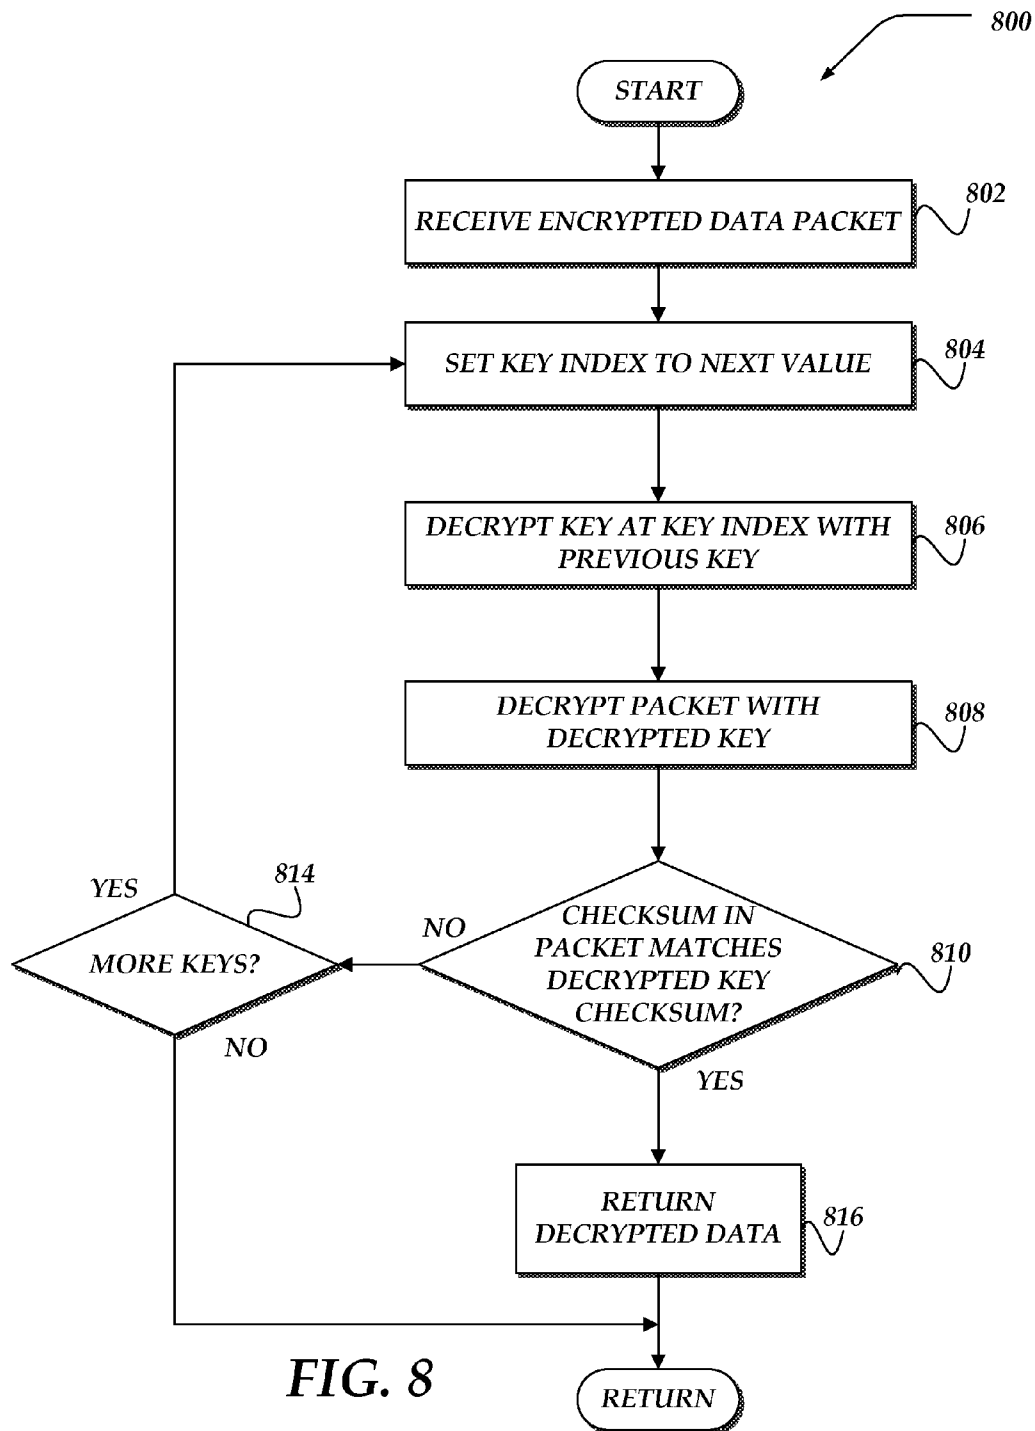 800
START
RECEIVE ENCRYPTED DATA PACKET
802
SET KEY INDEX TO NEXT VALUE
804
DECRYPT KEY AT KEY INDEX WITH
PREVIOUS KEY
806
DECRYPT PACKET WITH
DECRYPTED KEY
808
CHECKSUM IN
PACKET MATCHES
DECRYPTED KEY
CHECKSUM?
810
NO
YES
MORE KEYS?
814
YES
NO
RETURN
DECRYPTED DATA
816
RETURN
FIG. 8